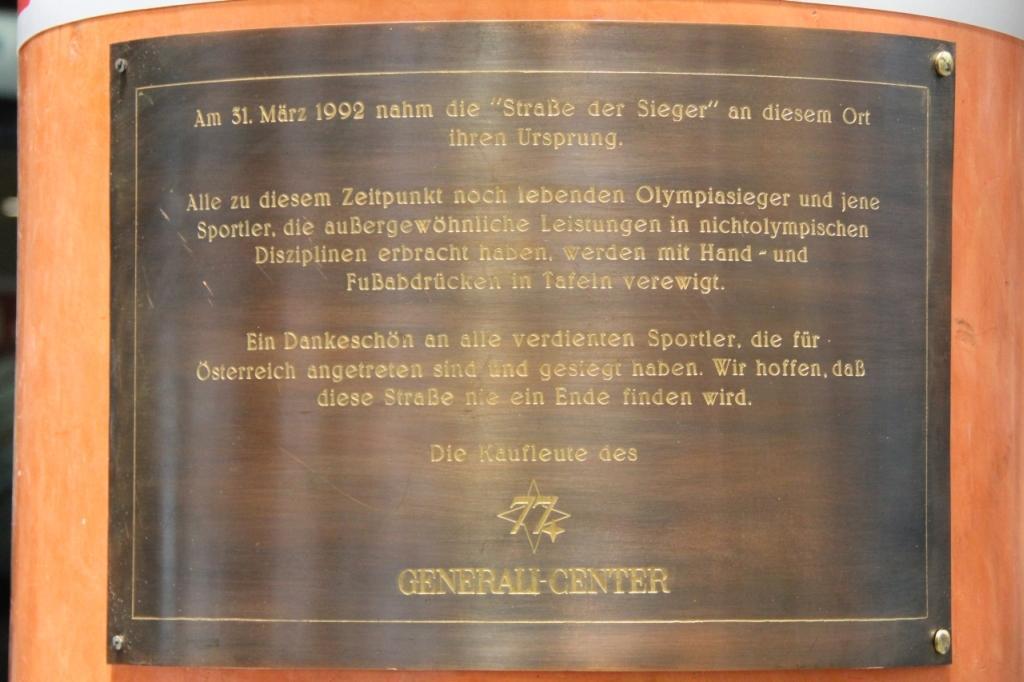 Am 31. März 1992 nahm die "Straße der Sieger" an diesem Ort
ihren Ursprung.
Alle zu diesem Zeitpunkt noch lebenden Olympiasieger und jene
Sportler, die außergewöhnliche Leistungen in nichtolympischen
Disziplinen erbracht haben, werden mit Hand - und
Fußabdrücken in Tafeln verewigt.
Ein Dankeschön an alle verdienten Sportler, die für
Österreich angetreten sind und gesiegt haben. Wir hoffen, daß
diese Straße nie ein Ende finden wird.
Die Kaufleute des
77
GENERALI-CENTER